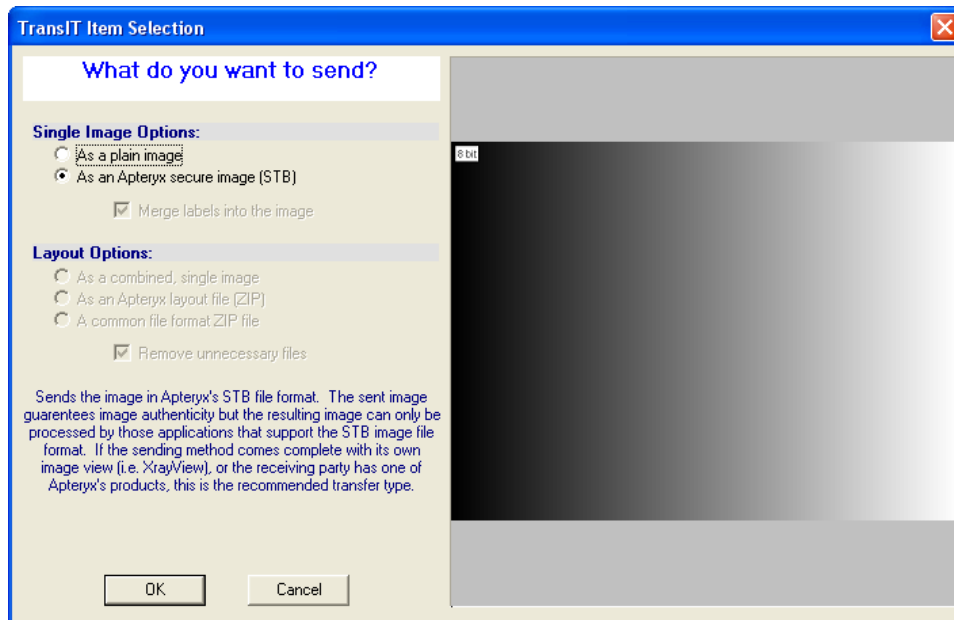 TransIT Item Selection
What do you want to send?
Single Image Options:
As a plain image
As an Apteryx secure image (STB)
Merge labels into the image
Layout Options:
As a combined, single image
As an Apteryx layout file (ZIP)
A common file format ZIP file
Remove unnecessary files
Sends the image in Apteryx's STB file format. The sent image
guarentees image authenticity but the resulting image can only be
processed by those applications that support the STB image file
format. If the sending method comes complete with its own
image view (i.e. XrayView), or the receiving party has one of
Apteryx's products, this is the recommended transfer type.
OK
Cancel
8 bit